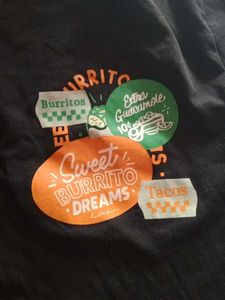 BURRITO
Burritos
Extra
Guacamole
Sweet
BURRITO
DREAMS
Tacos